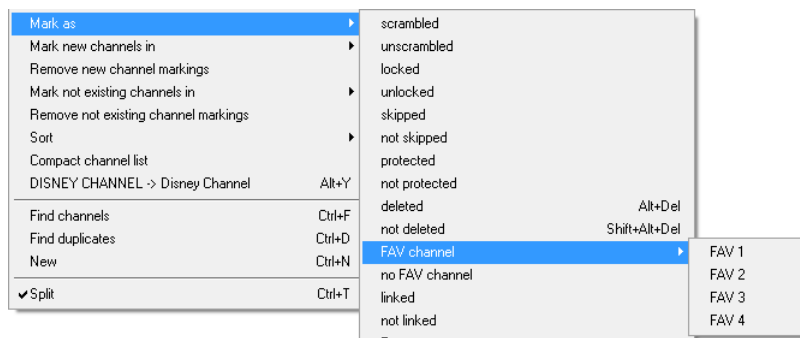 Mark as
Mark new channels in
Remove new channel markings
Mark not existing channels in
Remove not existing channel markings
Sort
Compact channel list
DISNEY CHANNEL -> Disney Channel Alt+Y
Find channels Ctrl+F
Find duplicates Ctrl+D
New Ctrl+N
Split Ctrl+T
scrambled
unscrambled
locked
unlocked
skipped
not skipped
protected
not protected
deleted Alt+Del
not deleted Shift+Alt+Del
FAV channel
no FAV channel
linked
not linked
FAV 1
FAV 2
FAV 3
FAV 4